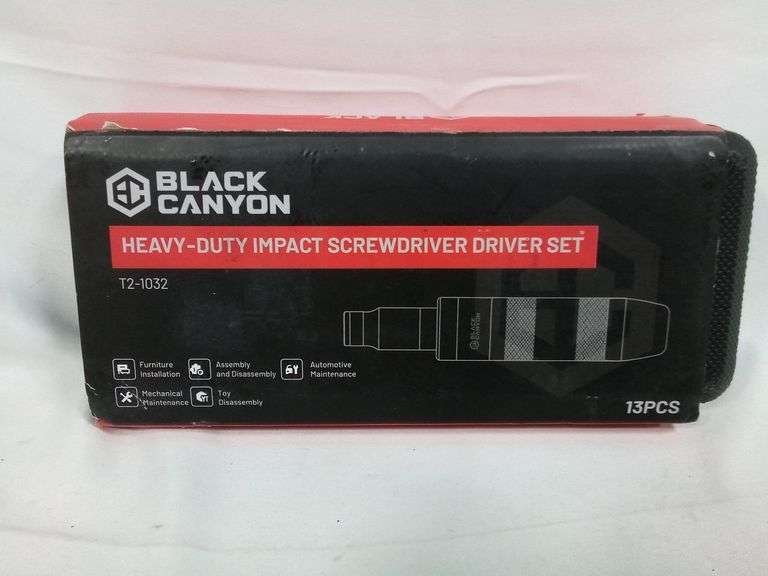 BLACK
BLACK
CANYON
HEAVY-DUTY IMPACT SCREWDRIVER DRIVER SET
T2-1032
BLACK
CANYON
Furniture
Installation
Assembly
and Disassembly
Automotive
Maintenance
Mechanical
Maintenance
Toy
Disassembly
13PCS